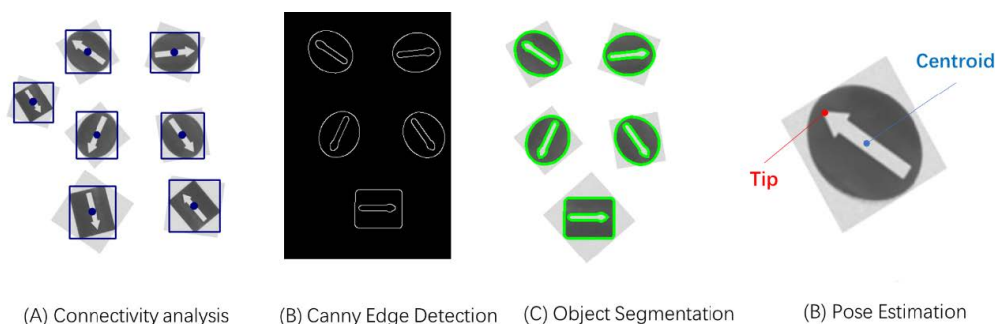 Centroid
Tip
(A) Connectivity analysis
(B) Canny Edge Detection
(C) Object Segmentation
(B) Pose Estimation